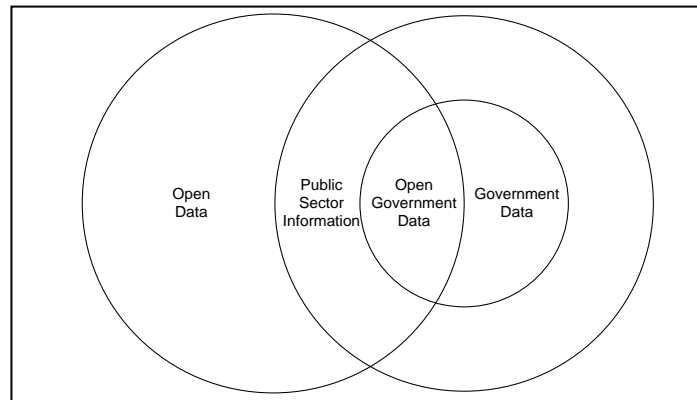 Open
Data
Public
Sector
Information
Open
Government
Data
Government
Data